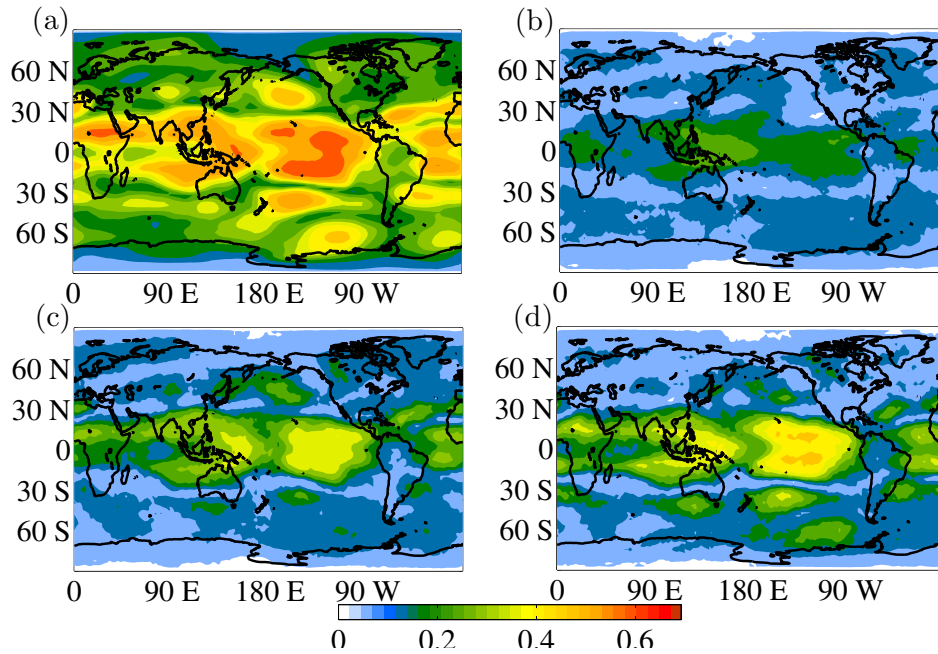 (a) (b)
60 N 60 N
30 N 30 N
0 0
30 S 30 S
60 S 60 S
0 90 E 180 E 90 W 0 90 E 180 E 90 W
(c) (d)
60 N 60 N
30 N 30 N
0 0
30 S 30 S
60 S 60 S
0 90 E 180 E 90 W 0 90 E 180 E 90 W
0 0.2 0.4 0.6